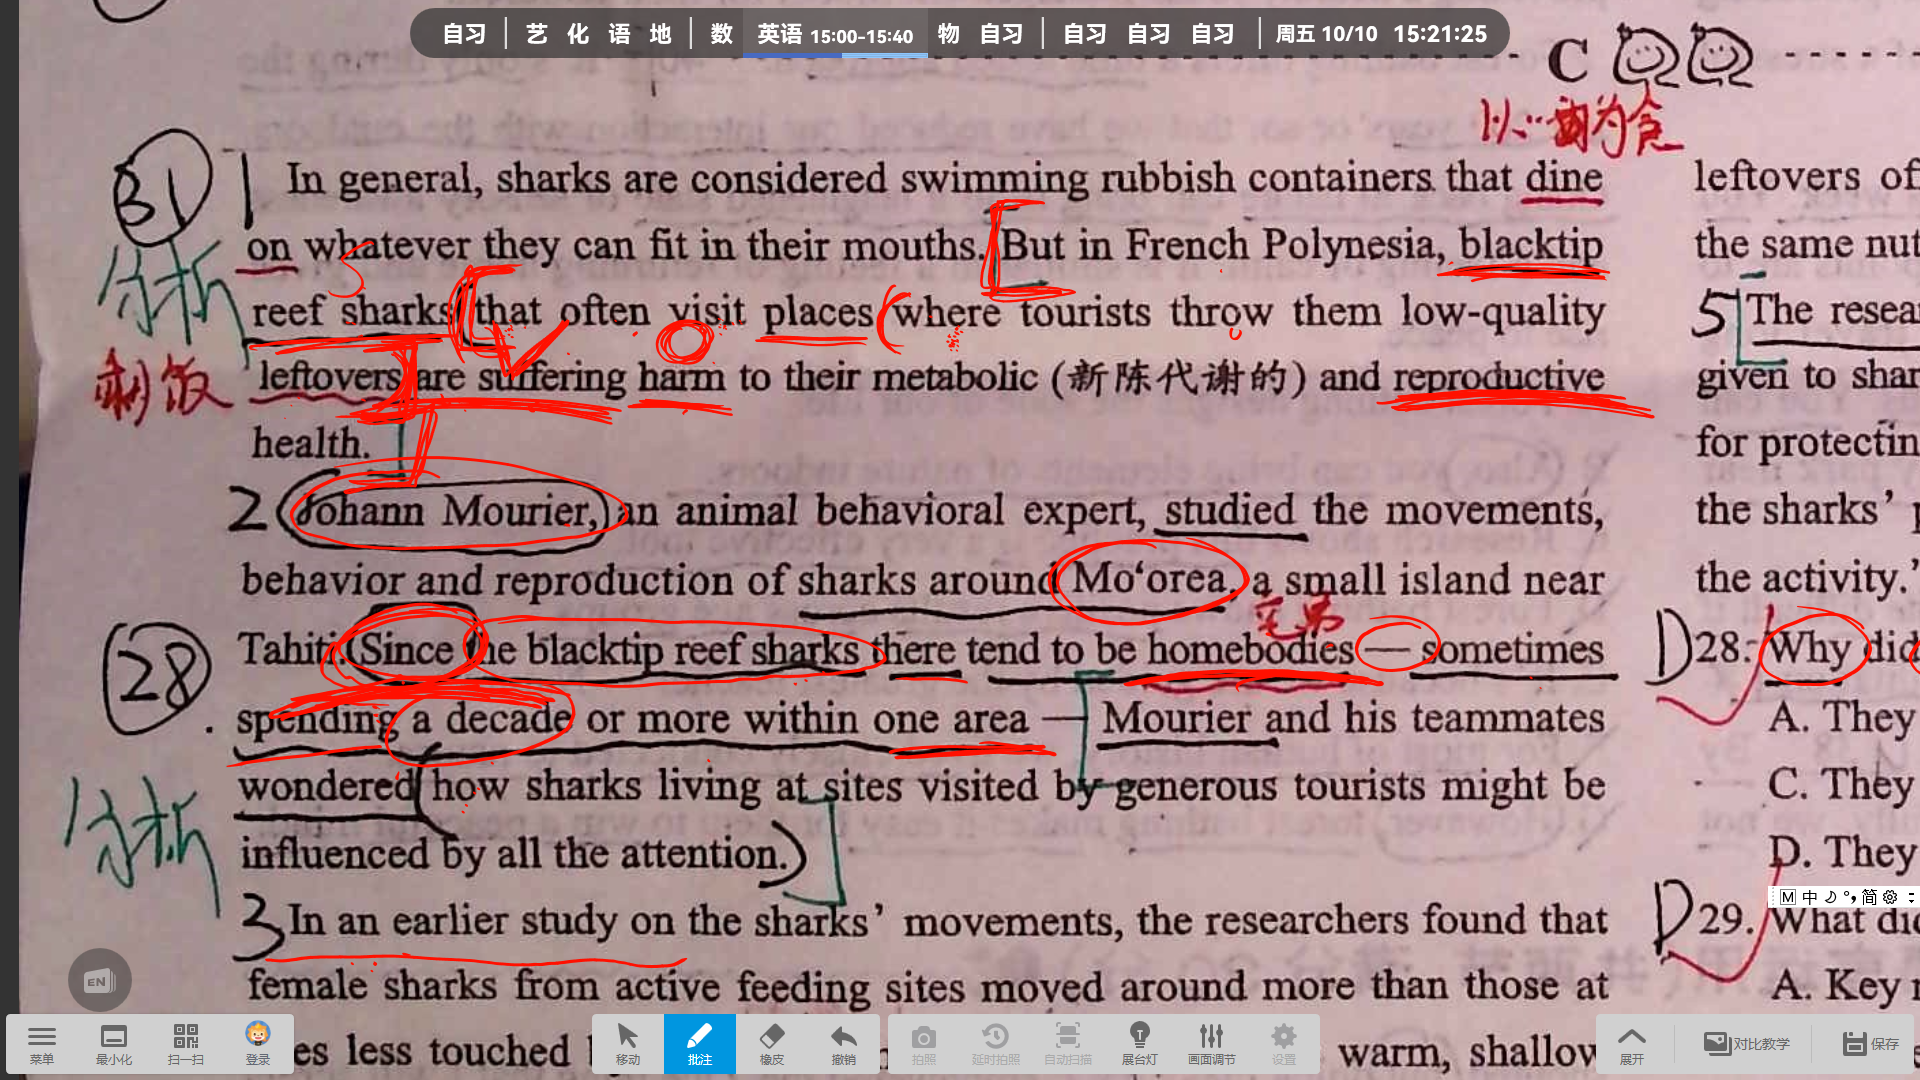 自习 | 艺 化 语 地 | 数 英语 15:00-15:40 物 自习 | 自习 自习 自习 | 周五 10/10 15:21:25
C
以…为食
31
1 In general, sharks are considered swimming rubbish containers that dine
on whatever they can fit in their mouths. But in French Polynesia, blacktip
分析
reef sharks that often visit places where tourists throw them low-quality
剩饭
leftovers are suffering harm to their metabolic (新陈代谢的) and reproductive
health.
2 Johann Mourier, an animal behavioral expert, studied the movements,
behavior and reproduction of sharks around Mo‘orea, a small island near
28
Tahiti. Since the blacktip reef sharks there tend to be homebodies — sometimes
spending a decade or more within one area — Mourier and his teammates
wondered how sharks living at sites visited by generous tourists might be
分析
influenced by all the attention.
3 In an earlier study on the sharks’ movements, the researchers found that
female sharks from active feeding sites moved around more than those at
es less touched
warm, shallow
leftovers of
the same nut
5 The resear
given to shar
for protectin
the sharks’ p
the activity.”
D 28. Why did
A. They
C. They
D. They
D 29. What did
A. Key
M 中 简
EN
菜单 最小化 扫一扫 登录 移动 批注 橡皮 撤销 拍照 延时拍照 自动扫描 展台灯 画面调节 设置 展开 对比教学 保存